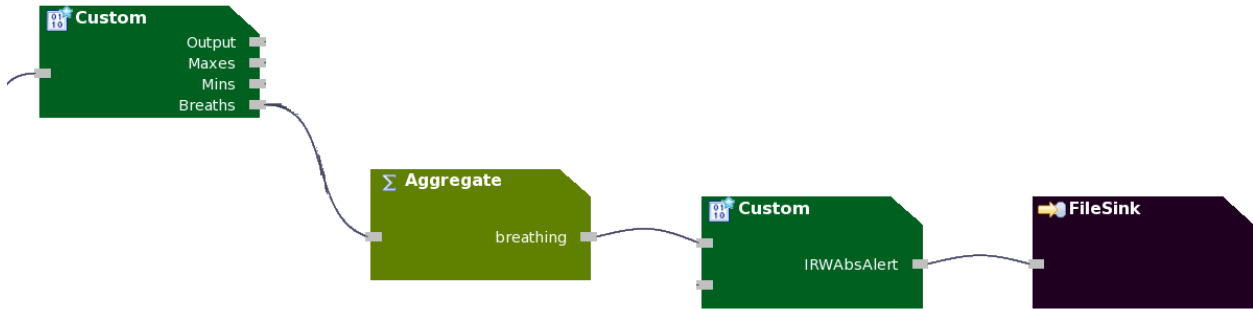 Custom
Output
Maxes
Mins
Breaths
Σ Aggregate
breathing
Custom
IRWAbsAlert
FileSink